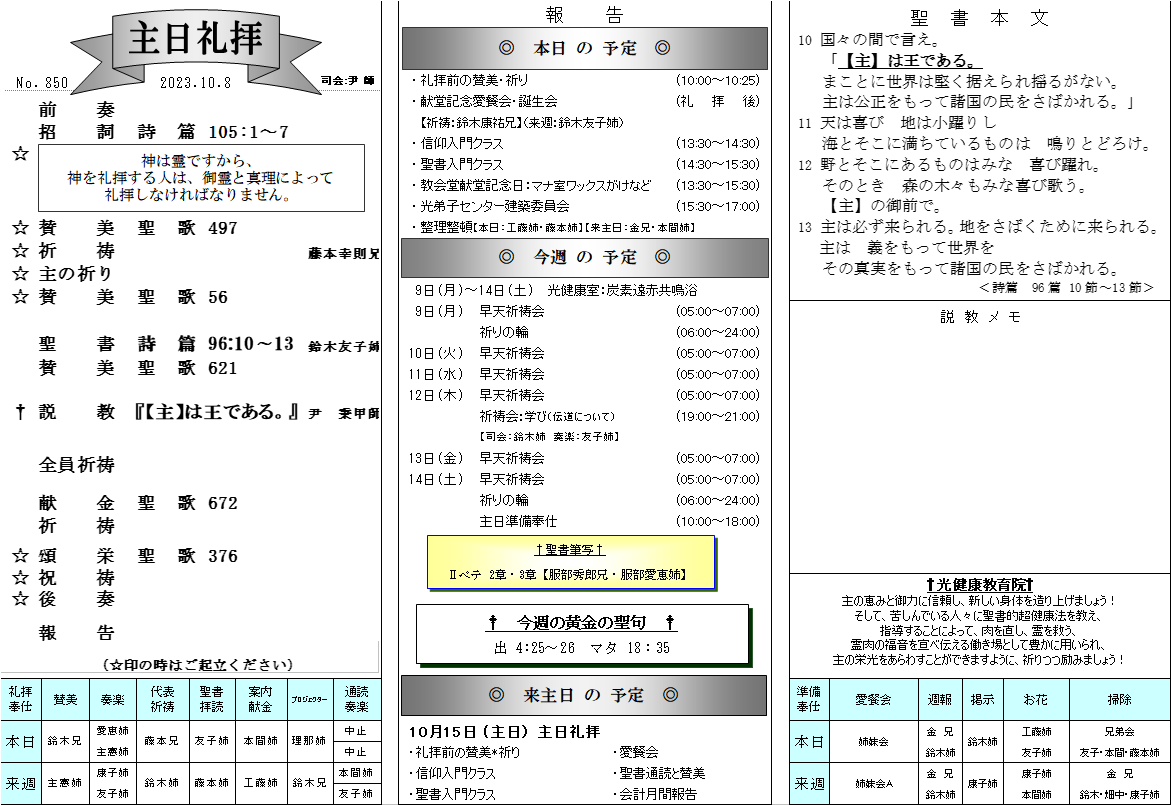 主日礼拝
No. 850
2023.10.8
司会:尹 師
前 奏
招 詞 詩 篇 105:1～7
☆
神は霊ですから、
神を礼拝する人は、御霊と真理によって
礼拝しなければなりません。
☆ 賛 美 聖 歌 497
☆ 祈 祷 藤本幸則兄
☆ 主の祈り
☆ 賛 美 聖 歌 56
聖 書 詩 篇 96:10～13 鈴木友子姉
賛 美 聖 歌 621
† 説 教 『【主】は王である。』 尹 秉甲師
全員祈祷
献 金 聖 歌 672
祈 祷
☆ 頌 栄 聖 歌 376
☆ 祝 祷
☆ 後 奏
報 告
(☆印の時はご起立ください)
礼拝奉仕 賛美 奏楽 代表祈祷 聖書拝読 案内献金 プロジェクター 通読奏楽
本日 鈴木兄 愛恵姉 主憲姉 藤本兄 友子姉 本間姉 理那姉 中止 中止
来週 主憲姉 康子姉 友子姉 鈴木姉 藤本姉 工藤姉 鈴木兄 本間姉 友子姉
報 告
◎ 本日 の 予定 ◎
・礼拝前の賛美・祈り (10:00～10:25)
・献堂記念愛餐会・誕生会 (礼 拝 後)
【祈祷:鈴木康祐兄】(来週:鈴木友子姉)
・信仰入門クラス (13:30～14:30)
・聖書入門クラス (14:30～15:30)
・教会堂献堂記念日:マナ室ワックスがけなど (13:30～15:30)
・光弟子センター建築委員会 (15:30～17:00)
・整理整頓【本日:工藤姉・藤本姉】【来主日:金兄・本間姉】
◎ 今週 の 予定 ◎
9日(月)～14日(土) 光健康室:炭素遠赤共鳴浴
9日(月) 早天祈祷会 (05:00～07:00)
祈りの輪 (06:00～24:00)
10日(火) 早天祈祷会 (05:00～07:00)
11日(水) 早天祈祷会 (05:00～07:00)
12日(木) 早天祈祷会 (05:00～07:00)
祈祷会:学び(伝道について) (19:00～21:00)
【司会:鈴木姉 奏楽:友子姉】
13日(金) 早天祈祷会 (05:00～07:00)
14日(土) 早天祈祷会 (05:00～07:00)
祈りの輪 (06:00～24:00)
主日準備奉仕 (10:00～18:00)
†聖書筆写†
Ⅱペテ 2章・3章【服部秀郎兄・服部愛恵姉】
† 今週の黄金の聖句 †
出 4:25～26 マタ 18:35
◎ 来主日 の 予定 ◎
10月15日(主日) 主日礼拝
・礼拝前の賛美*祈り ・愛餐会
・信仰入門クラス ・聖書通読と賛美
・聖書入門クラス ・会計月間報告
聖 書 本 文
10 国々の間で言え。
「【主】は王である。
まことに世界は堅く据えられ揺るがない。
主は公正をもって諸国の民をさばかれる。」
11 天は喜び 地は小躍りし
海とそこに満ちているものは 鳴りとどろけ。
12 野とそこにあるものはみな 喜び躍れ。
そのとき 森の木々もみな喜び歌う。
【主】の御前で。
13 主は必ず来られる。地をさばくために来られる。
主は 義をもって世界を
その真実をもって諸国の民をさばかれる。
＜詩篇 96篇 10節～13節＞
説 教 メ モ
†光健康教育院†
主の恵みと御力に信頼し、新しい身体を造り上げましょう!
そして、苦しんでいる人々に聖書的超健康法を教え、
指導することによって、肉を直し、霊を救う、
霊肉の福音を宣べ伝える働き場として豊かに用いられ、
主の栄光をあらわすことができますように、祈りつつ励みましょう!
準備奉仕 愛餐会 週報 掲示 お花 掃除
本日 姉妹会 金 兄 鈴木姉 鈴木姉 工藤姉 友子姉 兄弟会 友子・本間・藤本姉
来週 姉妹会A 金 兄 鈴木姉 康子姉 康子姉 本間姉 金 兄 鈴木・畑中・康子姉